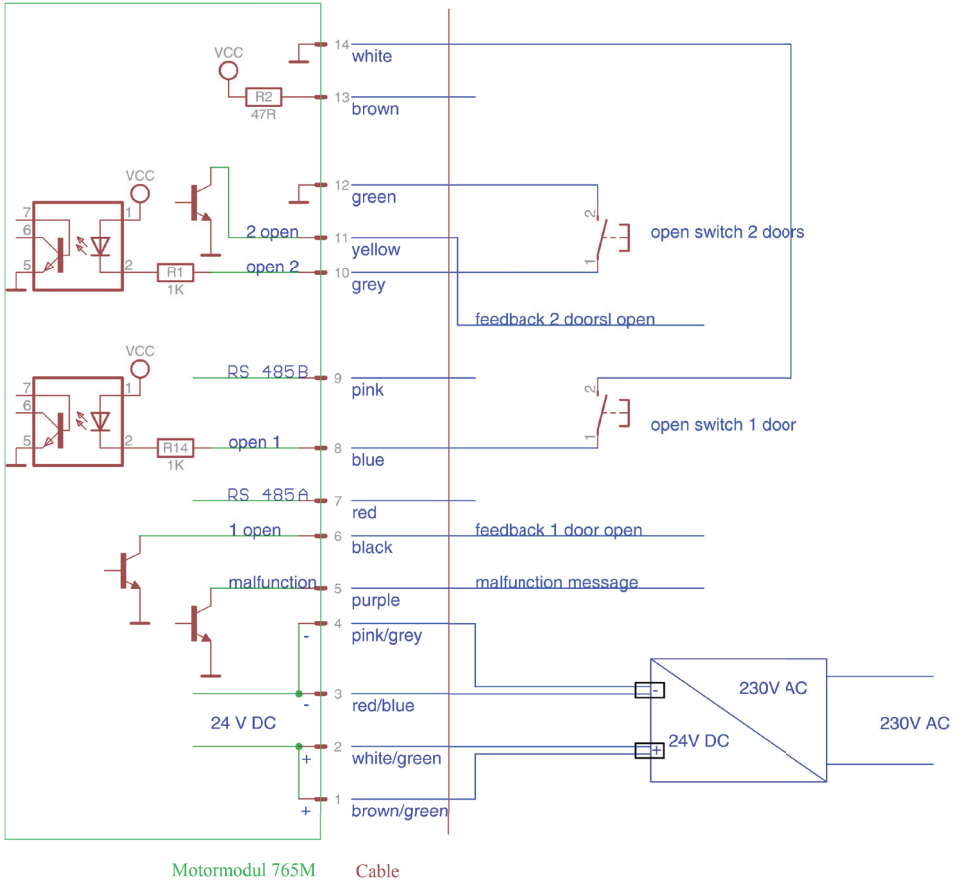 14
white
VCC
R2
47R
13
brown
VCC
12
green
7
1
2
open switch 2 doors
6
2 open
11
yellow
5
2
R1
1K
open 2
10
grey
1
feedback 2 doorsl open
VCC
RS 485B
9
pink
7
1
2
6
open switch 1 door
5
2
R14
1K
open 1
8
blue
1
RS 485A
7
red
1 open
6
black
feedback 1 door open
malfunction
5
purple
malfunction message
4
-
pink/grey
3
-
red/blue
-
230V AC
24 V DC
230V AC
2
+
white/green
+
24V DC
1
+
brown/green
Motormodul 765M
Cable